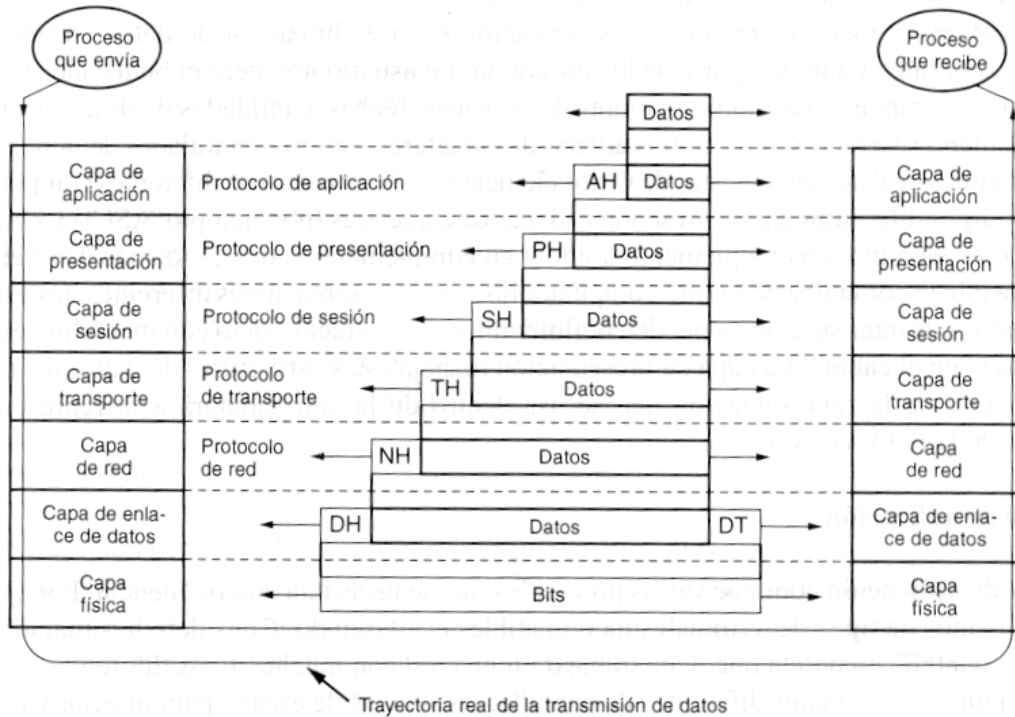 Proceso
que envía
Proceso
que recibe
Datos
Capa de
aplicación
Protocolo de aplicación
AH
Datos
Capa de
aplicación
Capa de
presentación
Protocolo de presentación
PH
Datos
Capa de
presentación
Capa de
sesión
Protocolo de sesión
SH
Datos
Capa de
sesión
Capa de
transporte
Protocolo
de transporte
TH
Datos
Capa de
transporte
Capa
de red
Protocolo
de red
NH
Datos
Capa
de red
Capa de enla-
ce de datos
DH
Datos
DT
Capa de enla-
ce de datos
Capa
física
Bits
Capa
física
Trayectoria real de la transmisión de datos